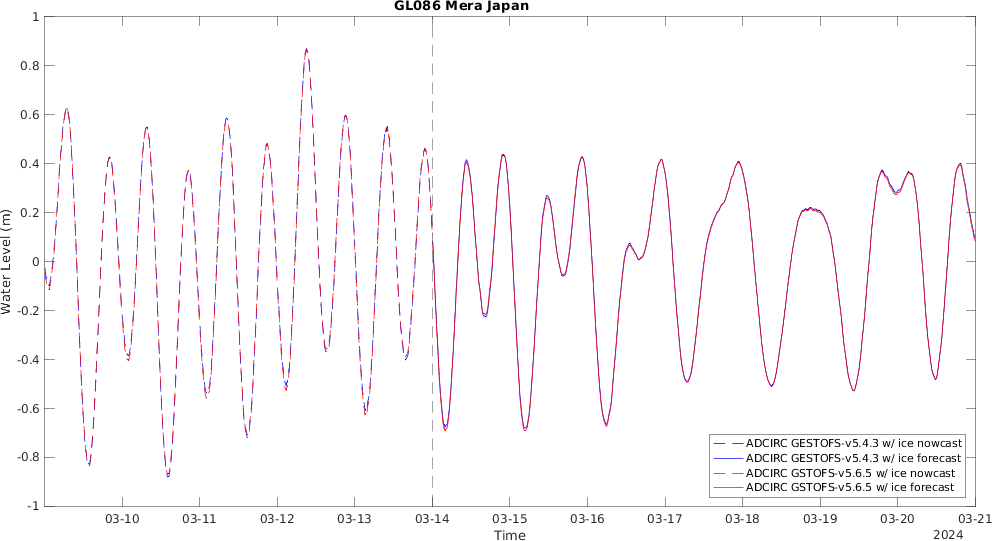 GL086 Mera Japan
1
0.8
0.6
0.4
0.2
0
-0.2
-0.4
-0.6
-0.8
-1
Water Level (m)
03-10 03-11 03-12 03-13 03-14 03-15 03-16 03-17 03-18 03-19 03-20 03-21
Time
2024
ADCIRC GESTOFS-v5.4.3 w/ ice nowcast
ADCIRC GESTOFS-v5.4.3 w/ ice forecast
ADCIRC GSTOFS-v5.6.5 w/ ice nowcast
ADCIRC GSTOFS-v5.6.5 w/ ice forecast